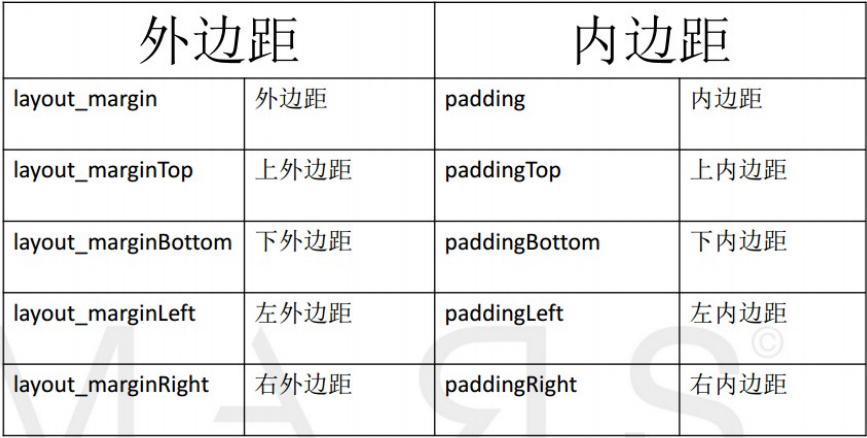 外边距 内边距
layout_margin 外边距 padding 内边距
layout_marginTop 上外边距 paddingTop 上内边距
layout_marginBottom 下外边距 paddingBottom 下内边距
layout_marginLeft 左外边距 paddingLeft 左内边距
layout_marginRight 右外边距 paddingRight 右内边距
MARS©